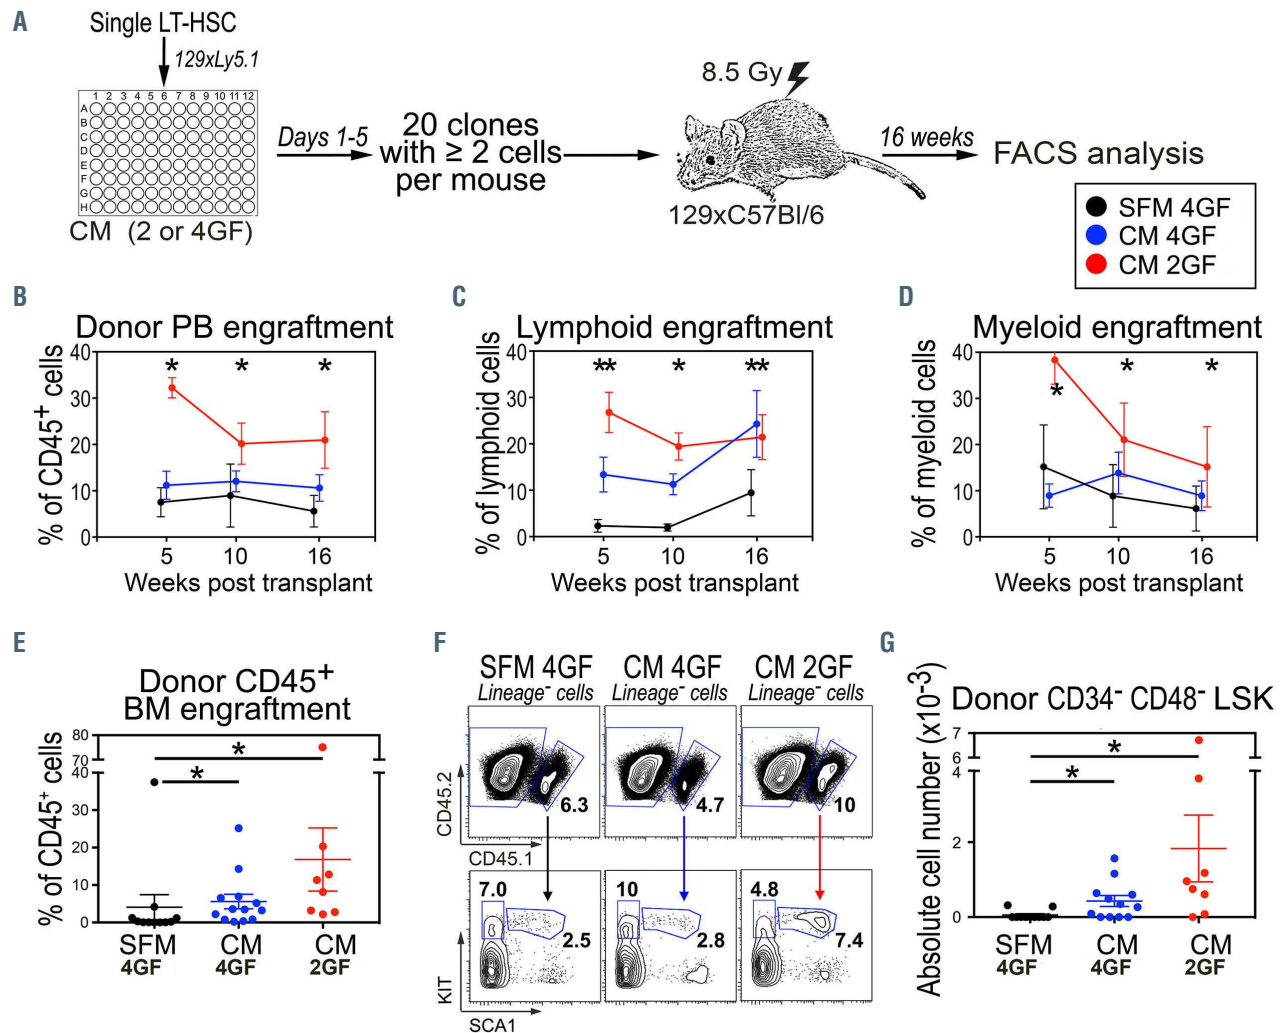 A
Single LT-HSC
129xLy5.1
1 2 3 4 5 6 7 8 9 10 11 12
A
B
C
D
E
F
G
H
CM (2 or 4GF)
Days 1-5
20 clones
with ≥ 2 cells
per mouse
8.5 Gy
129xC57Bl/6
16 weeks
FACS analysis
SFM 4GF
CM 4GF
CM 2GF
B
Donor PB engraftment
% of CD45+ cells
40
30
20
10
0
* * *
5 10 16
Weeks post transplant
C
Lymphoid engraftment
% of lymphoid cells
40
30
20
10
0
** * **
5 10 16
Weeks post transplant
D
Myeloid engraftment
% of myeloid cells
40
30
20
10
0
* * *
5 10 16
Weeks post transplant
E
Donor CD45+
BM engraftment
% of CD45+ cells
80
70
40
30
20
10
0
*
*
SFM CM CM
4GF 4GF 2GF
F
SFM 4GF CM 4GF CM 2GF
Lineage- cells Lineage- cells Lineage- cells
CD45.2
6.3 4.7 10
CD45.1
7.0 10 4.8
2.5 2.8 7.4
KIT
SCA1
G
Donor CD34- CD48- LSK
Absolute cell number (x10-3)
7
6
4
2
0
*
*
SFM CM CM
4GF 4GF 2GF